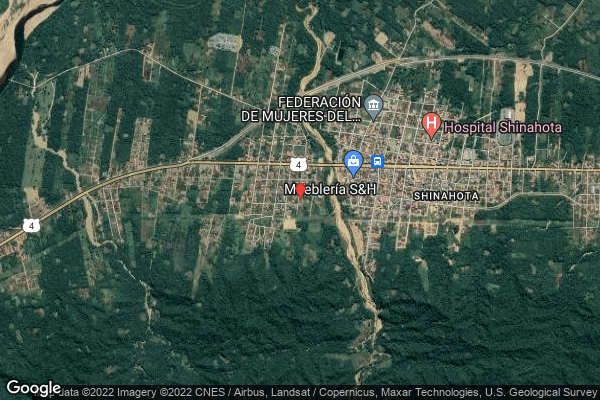 FEDERACIÓN
DE MUJERES DEL...
Hospital Shinahota
4
Mueblería S&H
SHINAHOTA
4
Google
Data ©2022 Imagery ©2022 CNES / Airbus, Landsat / Copernicus, Maxar Technologies, U.S. Geological Survey